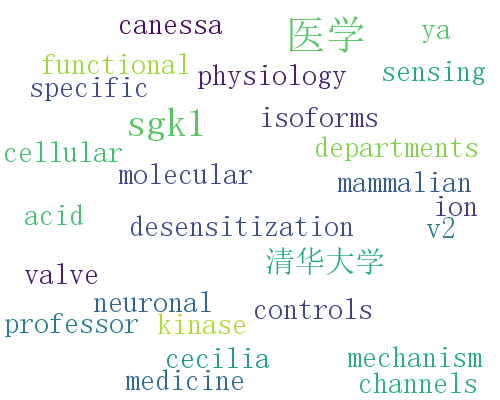 canessa
医学
ya
functional
physiology
sensing
specific
sgk1
isoforms
cellular
departments
molecular
mammalian
acid
ion
desensitization
v2
清华大学
valve
neuronal
controls
professor
kinase
cecilia
mechanism
medicine
channels